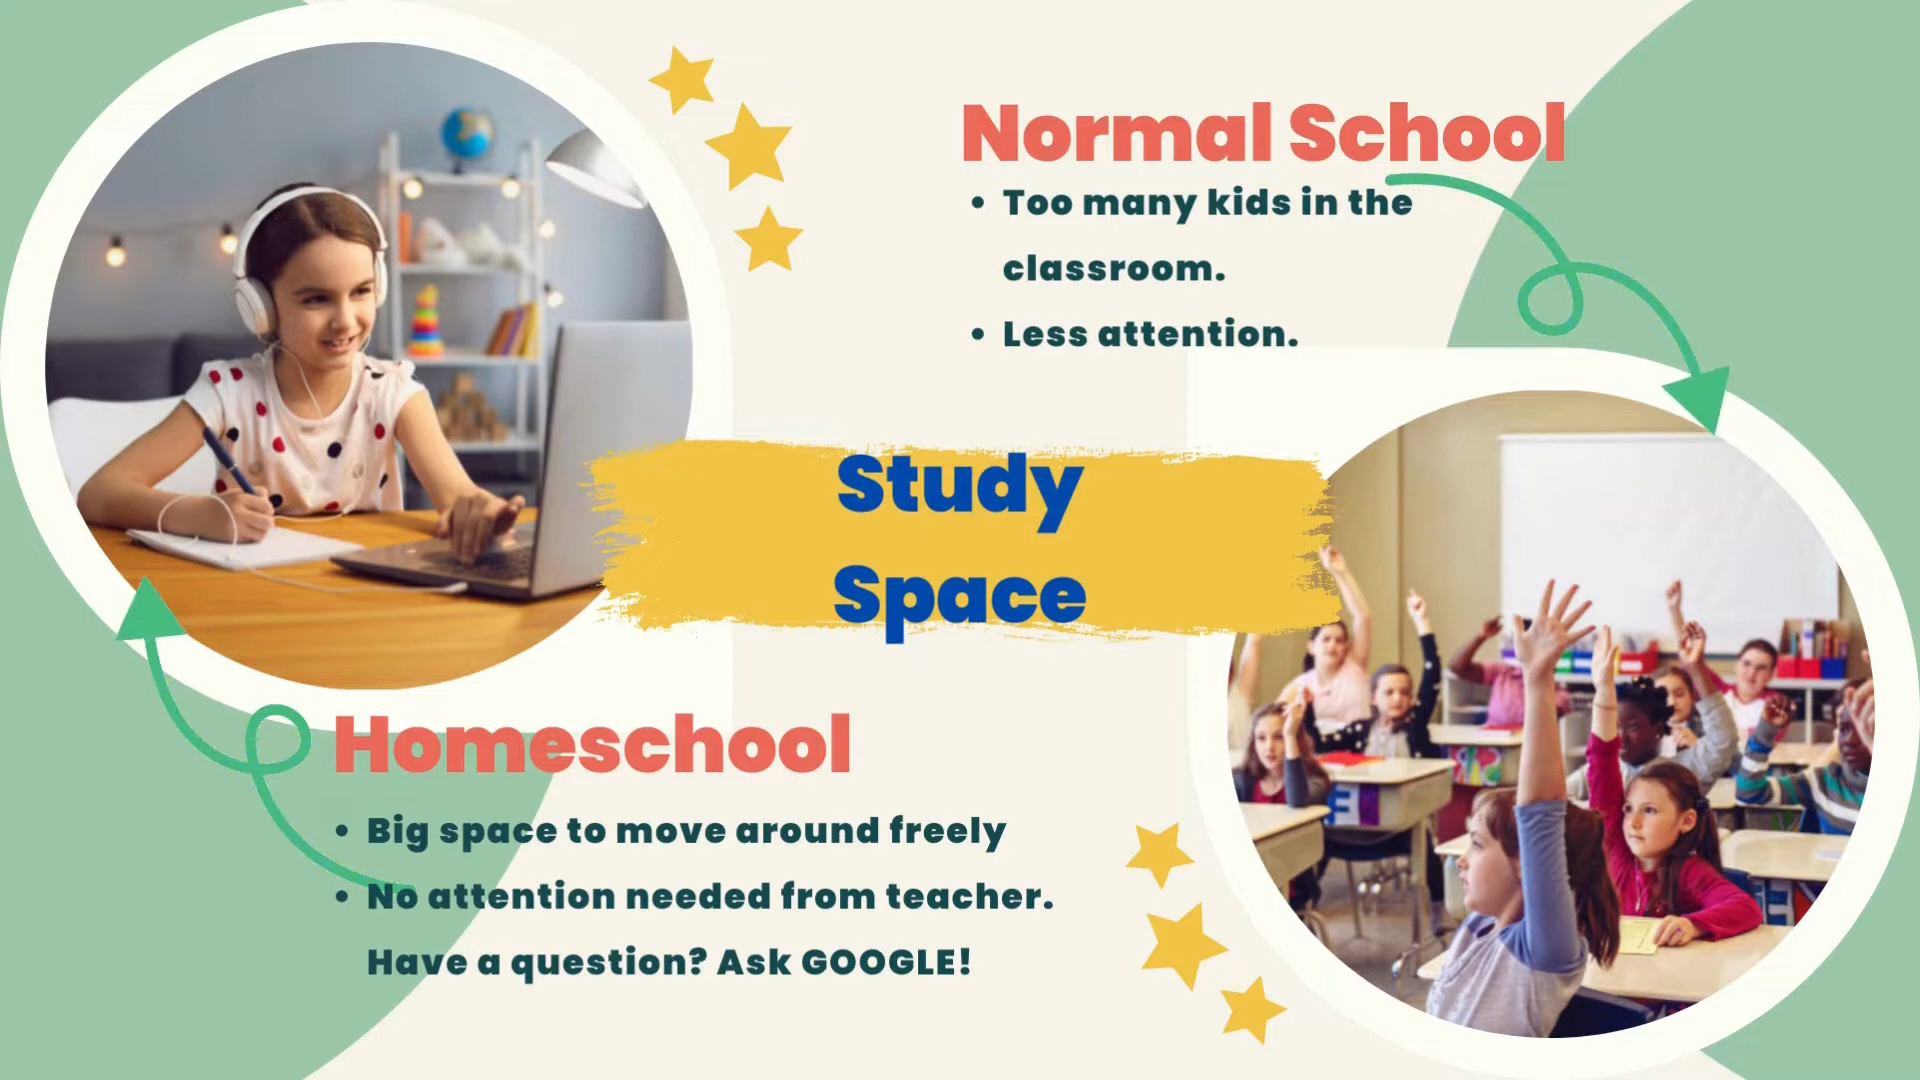 Normal School
• Too many kids in the
classroom.
• Less attention.
Study
Space
Homeschool
• Big space to move around freely
• No attention needed from teacher.
Have a question? Ask GOOGLE!